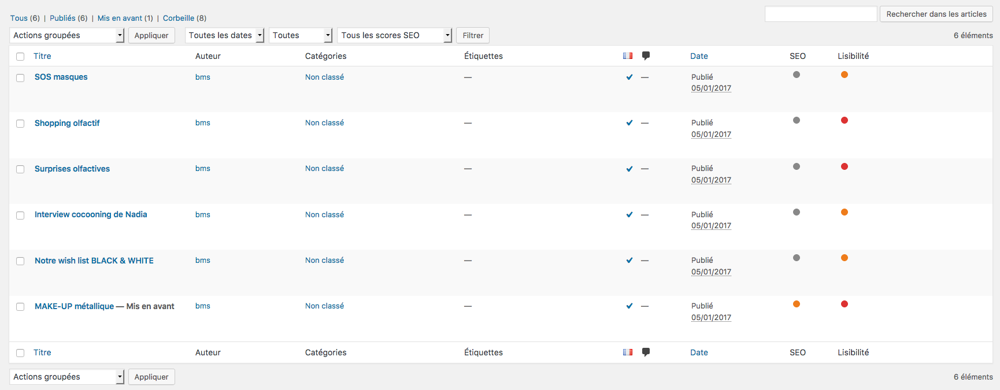 Tous (6) | Publiés (6) | Mis en avant (1) | Corbeille (8)
Rechercher dans les articles
Actions groupées Appliquer Toutes les dates Toutes Tous les scores SEO Filtrer 6 éléments
Titre Auteur Catégories Étiquettes Date SEO Lisibilité
SOS masques bms Non classé — — Publié
05/01/2017
Shopping olfactif bms Non classé — — Publié
05/01/2017
Surprises olfactives bms Non classé — — Publié
05/01/2017
Interview cocooning de Nadia bms Non classé — — Publié
05/01/2017
Notre wish list BLACK & WHITE bms Non classé — — Publié
05/01/2017
MAKE-UP métallique — Mis en avant bms Non classé — — Publié
05/01/2017
Titre Auteur Catégories Étiquettes Date SEO Lisibilité
Actions groupées Appliquer 6 éléments